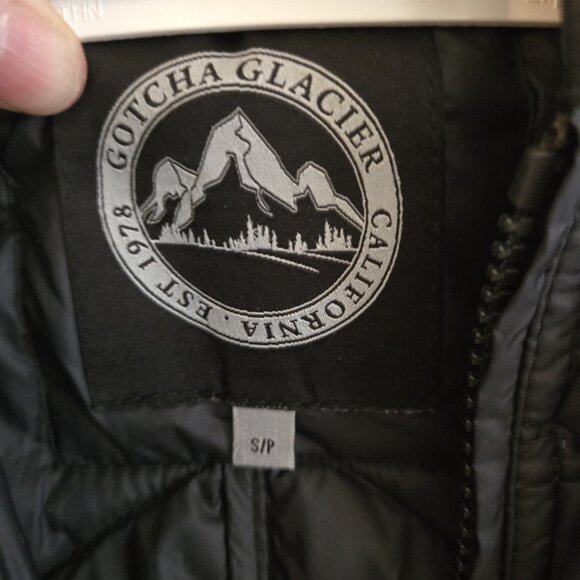 GOTCHA GLACIER
CALIFORNIA . EST 1978
S/P